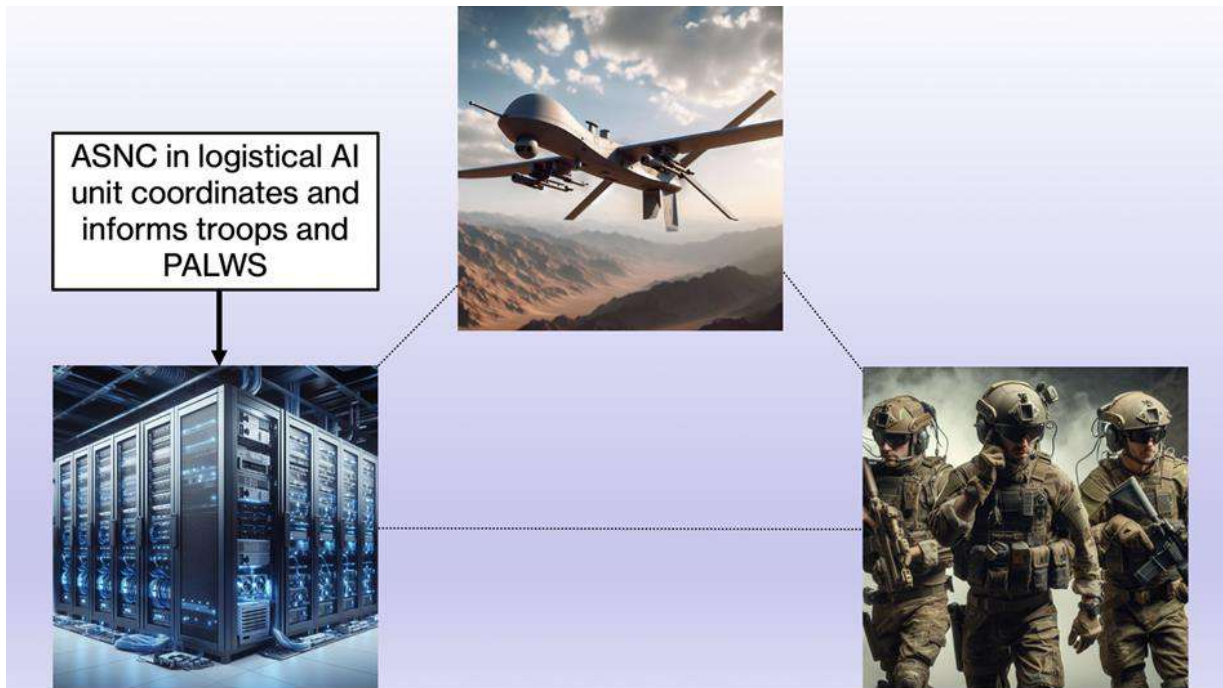 ASNC in logistical AI
unit coordinates and
informs troops and
PALWS